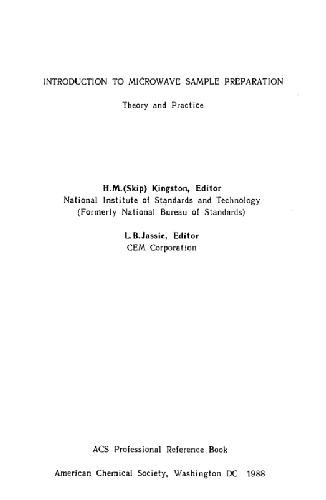 INTRODUCTION TO MICROWAVE SAMPLE PREPARATION
Theory and Practice
H.M.(Skip) Kingston, Editor
National Institute of Standards and Technology
(Formerly National Bureau of Standards)
L.B.Jassie, Editor
CEM Corporation
ACS Professional Reference Book
American Chemical Society, Washington DC 1988